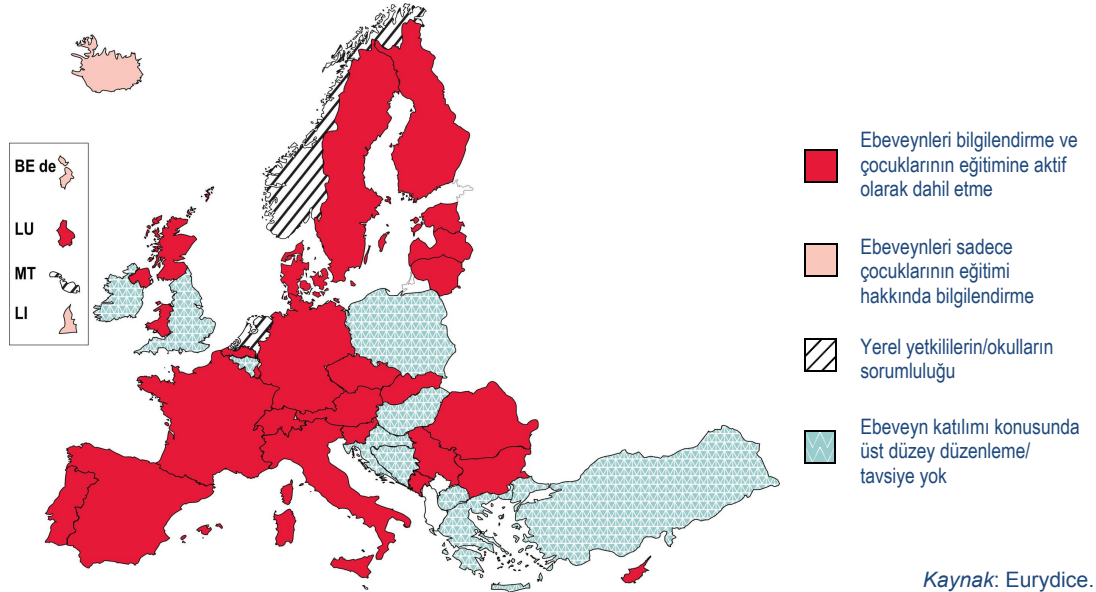 BE de
LU
MT
LI
Ebeveynleri bilgilendirme ve
çocuklarının eğitimine aktif
olarak dahil etme
Ebeveynleri sadece
çocuklarının eğitimi
hakkında bilgilendirme
Yerel yetkililerin/okulların
sorumluluğu
Ebeveyn katılımı konusunda
üst düzey düzenleme/
tavsiye yok
Kaynak: Eurydice.